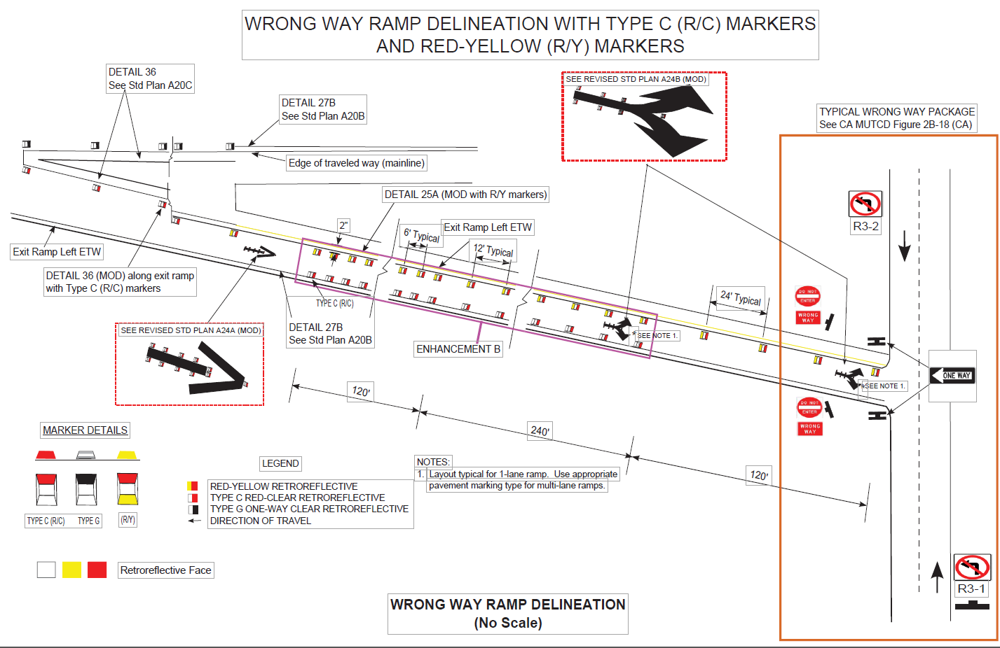 WRONG WAY RAMP DELINEATION WITH TYPE C (R/C) MARKERS
AND RED-YELLOW (R/Y) MARKERS
DETAIL 36
See Std Plan A20C
DETAIL 27B
See Std Plan A20B
SEE REVISED STD PLAN A24B (MOD)
TYPICAL WRONG WAY PACKAGE
See CA MUTCD Figure 2B-18 (CA)
Edge of traveled way (mainline)
DETAIL 25A (MOD with R/Y markers)
R3-2
2"
6' Typical
Exit Ramp Left ETW
12' Typical
Exit Ramp Left ETW
DETAIL 36 (MOD) along exit ramp
with Type C (R/C) markers
TYPE C (R/C)
24' Typical
DO NOT
ENTER
WRONG
WAY
SEE REVISED STD PLAN A24A (MOD)
DETAIL 27B
See Std Plan A20B
ENHANCEMENT B
*SEE NOTE 1.
ONE WAY
*SEE NOTE 1.
120'
240'
120'
DO NOT
ENTER
WRONG
WAY
MARKER DETAILS
TYPE C (R/C)
TYPE G
(R/Y)
LEGEND
RED-YELLOW RETROREFLECTIVE
TYPE C RED-CLEAR RETROREFLECTIVE
TYPE G ONE-WAY CLEAR RETROREFLECTIVE
DIRECTION OF TRAVEL
NOTES:
1. Layout typical for 1-lane ramp. Use appropriate
pavement marking type for multi-lane ramps.
Retroreflective Face
R3-1
WRONG WAY RAMP DELINEATION
(No Scale)